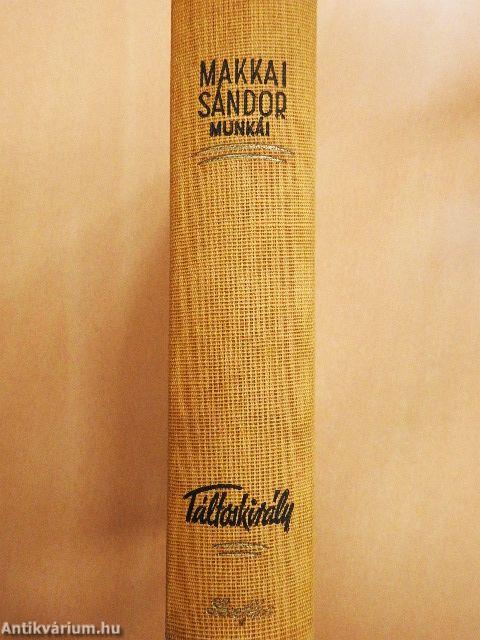 MAKKAI
SÁNDOR
MUNKÁI
Táltoskirály
Antikvárium.hu